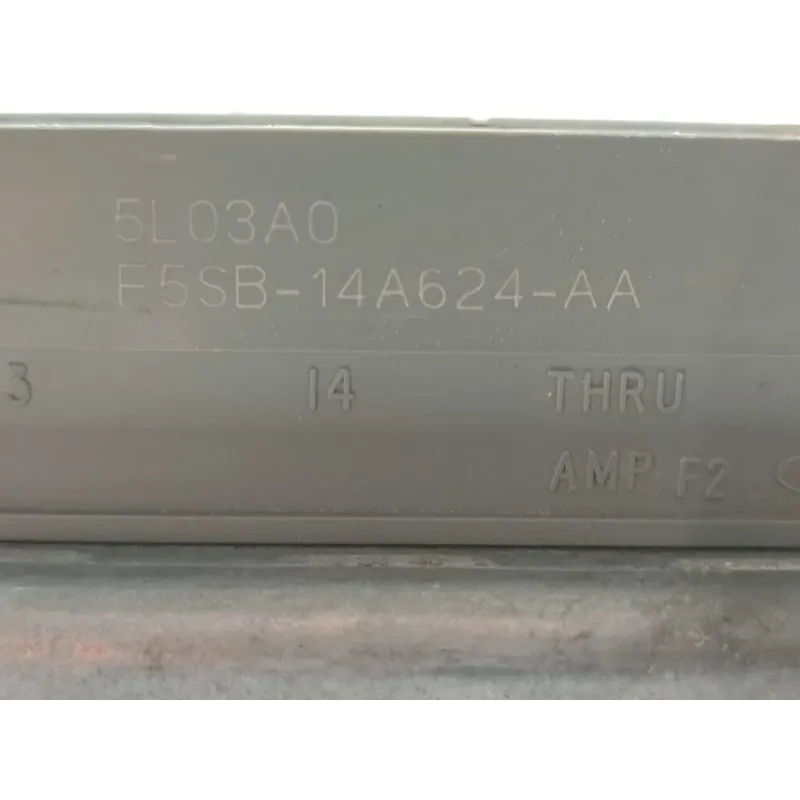 5L03A0
F5SB-14A624-AA
3 14 THRU
AMP F2